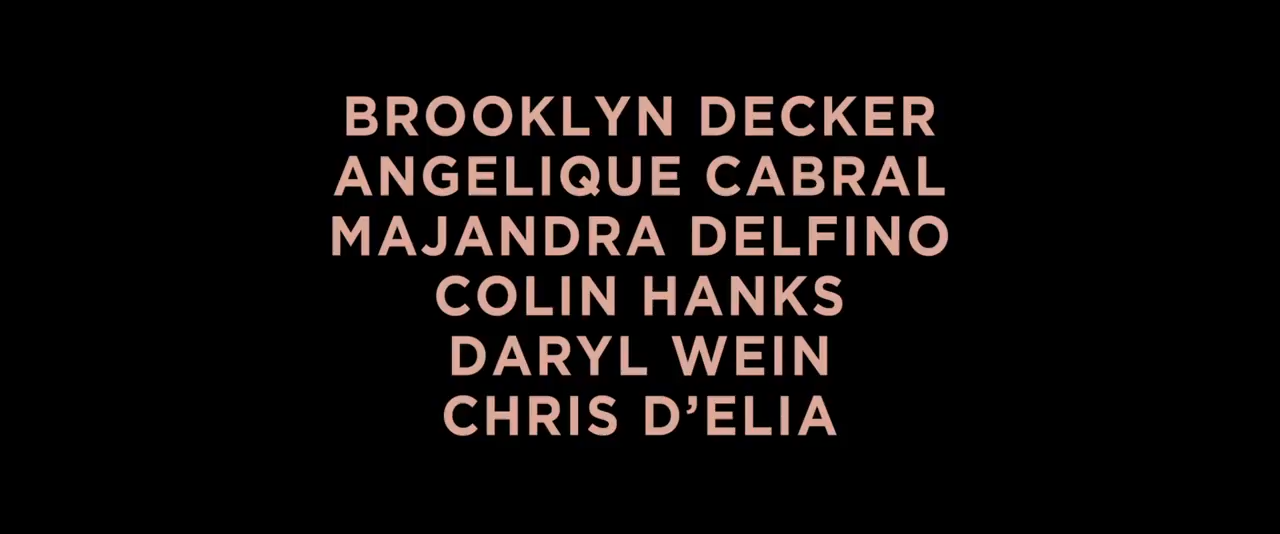 BROOKLYN DECKER
ANGELIQUE CABRAL
MAJANDRA DELFINO
COLIN HANKS
DARYL WEIN
CHRIS D’ELIA